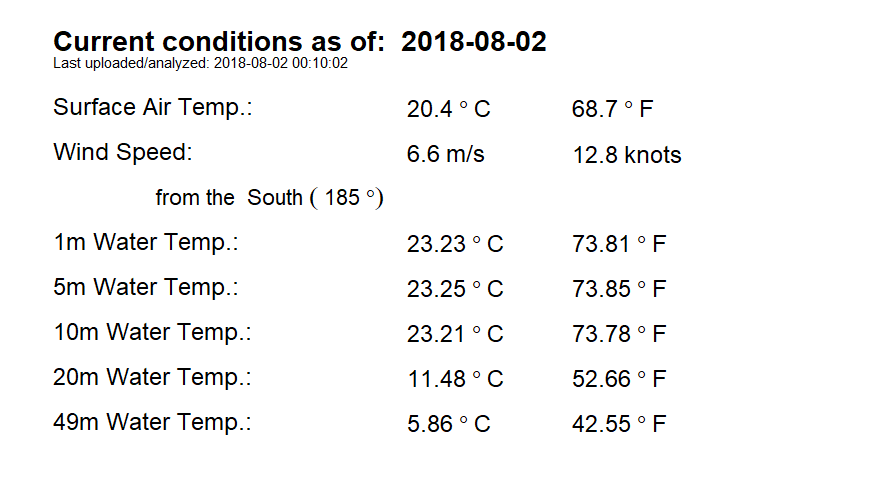 Current conditions as of: 2018-08-02
Last uploaded/analyzed: 2018-08-02 00:10:02
Surface Air Temp.: 20.4 ° C 68.7 ° F
Wind Speed: 6.6 m/s 12.8 knots
from the South ( 185 °)
1m Water Temp.: 23.23 ° C 73.81 ° F
5m Water Temp.: 23.25 ° C 73.85 ° F
10m Water Temp.: 23.21 ° C 73.78 ° F
20m Water Temp.: 11.48 ° C 52.66 ° F
49m Water Temp.: 5.86 ° C 42.55 ° F